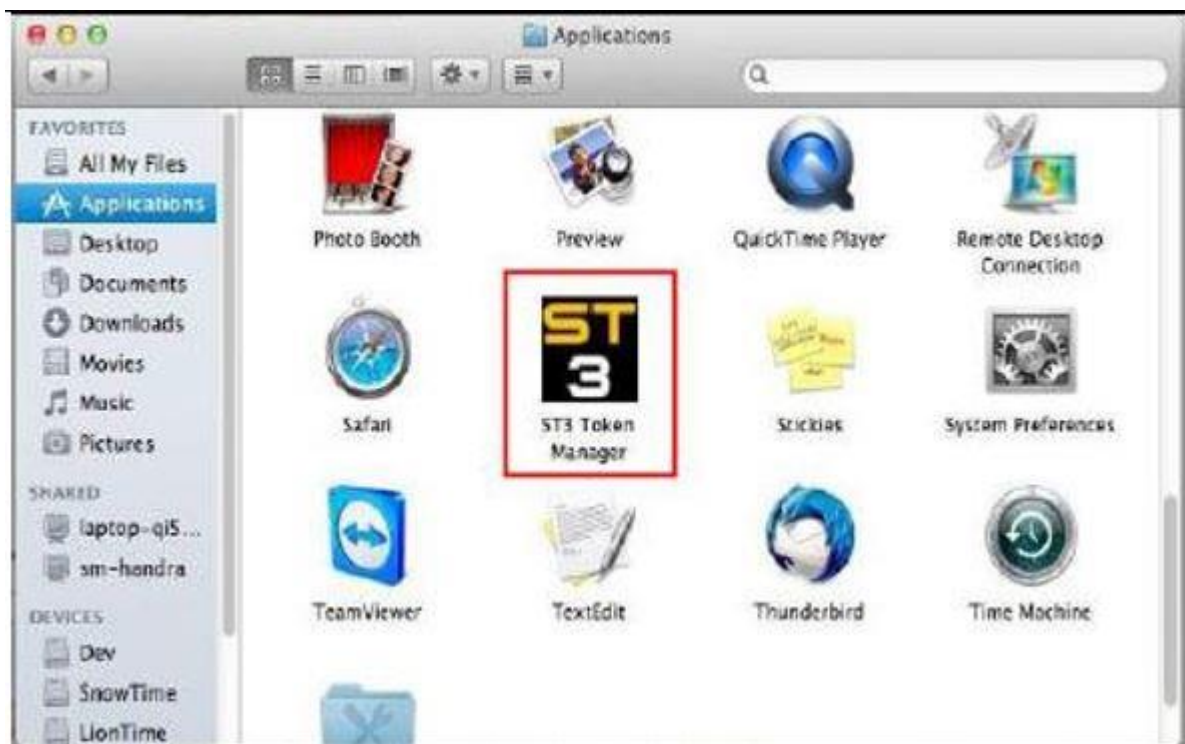 Applications
FAVORITES
All My Files
Applications
Desktop
Documents
Downloads
Movies
Music
Pictures
SHARED
laptop-qi5...
sm-handra
DEVICES
Dev
SnowTime
LionTime
Photo Booth
Preview
QuickTime Player
Remote Desktop
Connection
Safari
ST
3
ST3 Token
Manager
Stickies
System Preferences
TeamViewer
TextEdit
Thunderbird
Time Machine